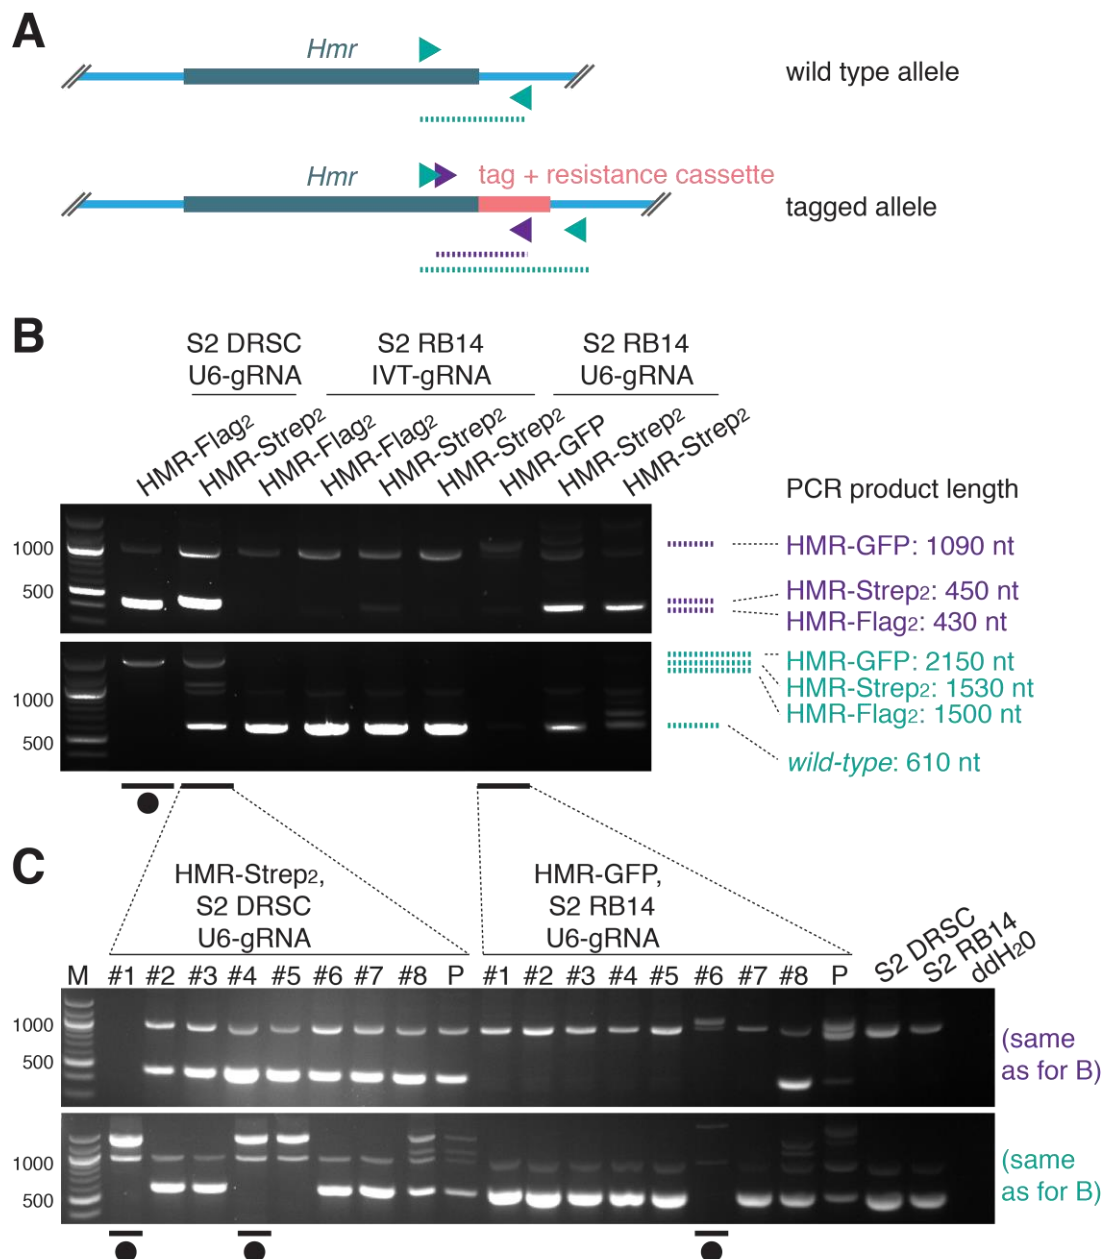 A
Hmr
wild type allele
Hmr
tag + resistance cassette
tagged allele
B
S2 DRSC
U6-gRNA
S2 RB14
IVT-gRNA
S2 RB14
U6-gRNA
HMR-Flag2
HMR-Strep2
HMR-Flag2
HMR-Flag2
HMR-Strep2
HMR-Strep2
HMR-GFP
HMR-Strep2
HMR-Strep2
PCR product length
1000
500
HMR-GFP: 1090 nt
HMR-Strep2: 450 nt
HMR-Flag2: 430 nt
1000
500
HMR-GFP: 2150 nt
HMR-Strep2: 1530 nt
HMR-Flag2: 1500 nt
wild-type: 610 nt
C
HMR-Strep2,
S2 DRSC
U6-gRNA
HMR-GFP,
S2 RB14
U6-gRNA
M #1 #2 #3 #4 #5 #6 #7 #8 P #1 #2 #3 #4 #5 #6 #7 #8 P
S2 DRSC
S2 RB14
ddH20
1000
500
(same
as for B)
1000
500
(same
as for B)